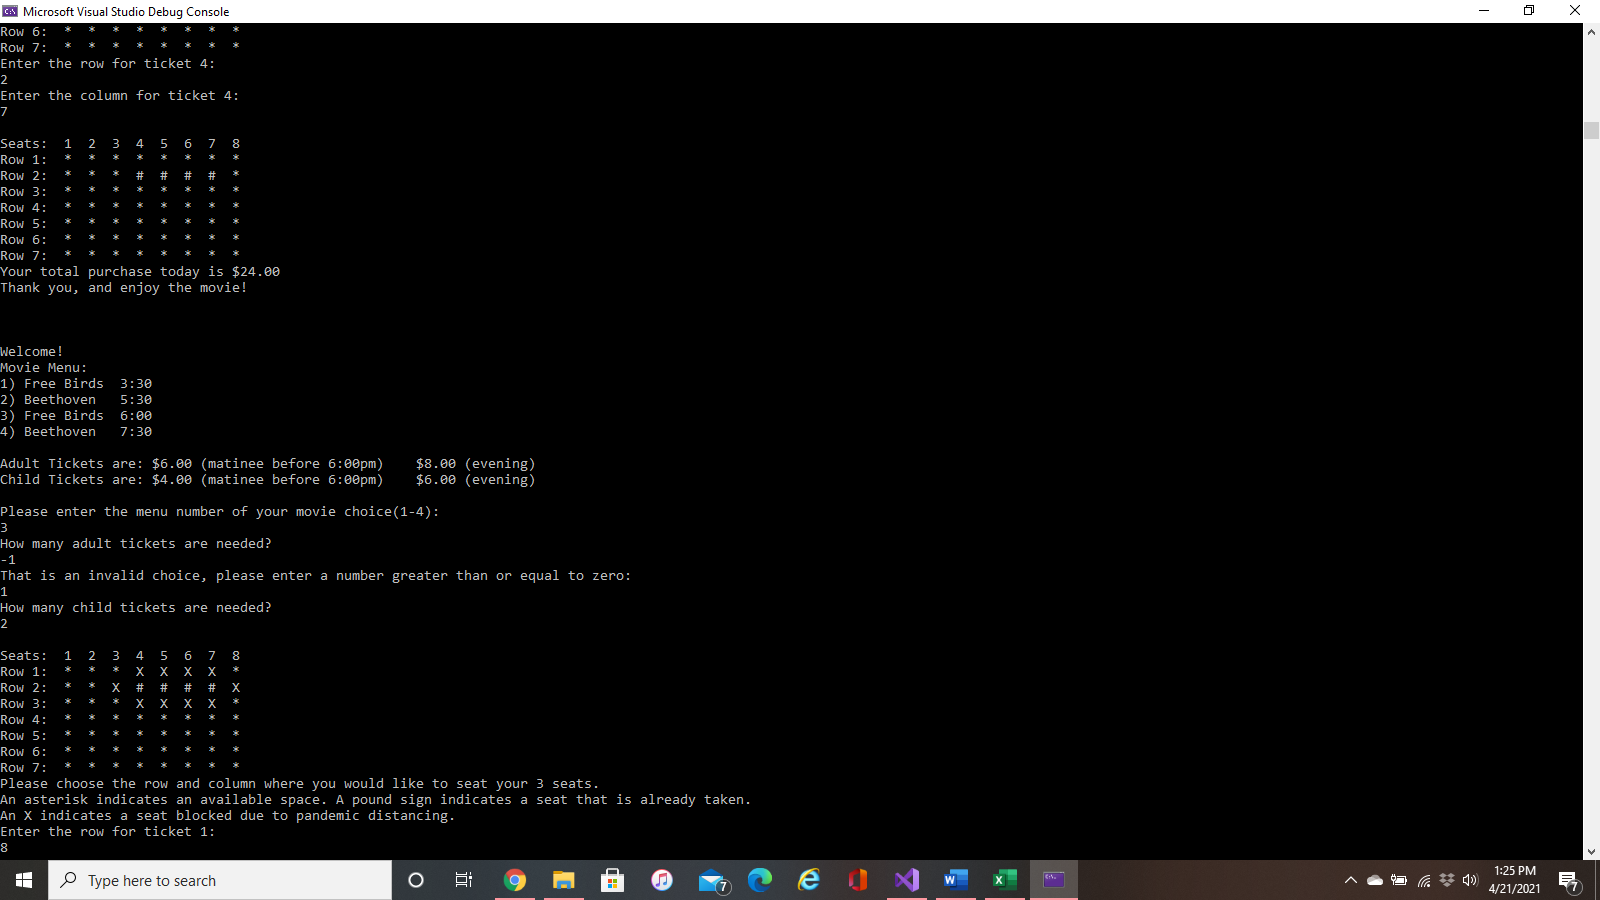 Microsoft Visual Studio Debug Console
Row 6:  *  *  *  *  *  *  *  *
Row 7:  *  *  *  *  *  *  *  *
Enter the row for ticket 4:
2
Enter the column for ticket 4:
7
Seats:  1  2  3  4  5  6  7  8
Row 1:  *  *  *  *  *  *  *  *
Row 2:  *  *  *  #  #  #  #  *
Row 3:  *  *  *  *  *  *  *  *
Row 4:  *  *  *  *  *  *  *  *
Row 5:  *  *  *  *  *  *  *  *
Row 6:  *  *  *  *  *  *  *  *
Row 7:  *  *  *  *  *  *  *  *
Your total purchase today is $24.00
Thank you, and enjoy the movie!
Welcome!
Movie Menu:
1) Free Birds  3:30
2) Beethoven   5:30
3) Free Birds  6:00
4) Beethoven   7:30
Adult Tickets are: $6.00 (matinee before 6:00pm)    $8.00 (evening)
Child Tickets are: $4.00 (matinee before 6:00pm)    $6.00 (evening)
Please enter the menu number of your movie choice(1-4):
3
How many adult tickets are needed?
-1
That is an invalid choice, please enter a number greater than or equal to zero:
1
How many child tickets are needed?
2
Seats:  1  2  3  4  5  6  7  8
Row 1:  *  *  *  X  X  X  X  *
Row 2:  *  *  X  #  #  #  #  X
Row 3:  *  *  *  X  X  X  X  *
Row 4:  *  *  *  *  *  *  *  *
Row 5:  *  *  *  *  *  *  *  *
Row 6:  *  *  *  *  *  *  *  *
Row 7:  *  *  *  *  *  *  *  *
Please choose the row and column where you would like to seat your 3 seats.
An asterisk indicates an available space. A pound sign indicates a seat that is already taken.
An X indicates a seat blocked due to pandemic distancing.
Enter the row for ticket 1:
8
Type here to search
7
1:25 PM
4/21/2021
7